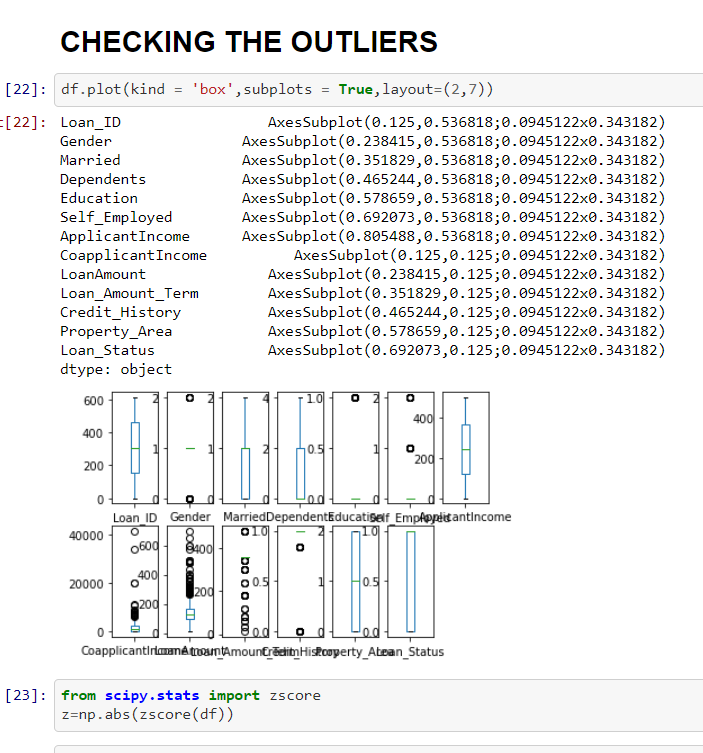 CHECKING THE OUTLIERS
[22]: df.plot(kind = 'box',subplots = True,layout=(2,7))
t[22]: Loan_ID AxesSubplot(0.125,0.536818;0.0945122x0.343182)
Gender AxesSubplot(0.238415,0.536818;0.0945122x0.343182)
Married AxesSubplot(0.351829,0.536818;0.0945122x0.343182)
Dependents AxesSubplot(0.465244,0.536818;0.0945122x0.343182)
Education AxesSubplot(0.578659,0.536818;0.0945122x0.343182)
Self_Employed AxesSubplot(0.692073,0.536818;0.0945122x0.343182)
ApplicantIncome AxesSubplot(0.805488,0.536818;0.0945122x0.343182)
CoapplicantIncome AxesSubplot(0.125,0.125;0.0945122x0.343182)
LoanAmount AxesSubplot(0.238415,0.125;0.0945122x0.343182)
Loan_Amount_Term AxesSubplot(0.351829,0.125;0.0945122x0.343182)
Credit_History AxesSubplot(0.465244,0.125;0.0945122x0.343182)
Property_Area AxesSubplot(0.578659,0.125;0.0945122x0.343182)
Loan_Status AxesSubplot(0.692073,0.125;0.0945122x0.343182)
dtype: object
600 2 2 4 1.0 2 2
400 400
1 1 2 0.5 1 1
200 200
0 0 0 0 0.0 0 0 0
Loan_ID Gender Married Dependents Education Self_Employed ApplicantIncome
40000 600 400 1.0 2 1.0
400
20000 200 0.5 1 0.5
200
0 0 0 0.0 0 0.0
CoapplicantIncome LoanAmount Loan_Amount_Term Credit_History Property_Area Loan_Status
[23]: from scipy.stats import zscore
z=np.abs(zscore(df))